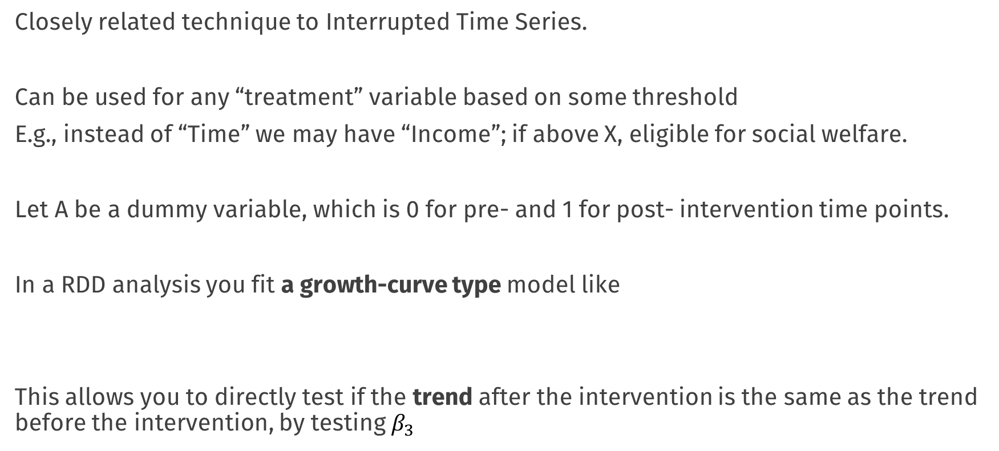 Closely related technique to Interrupted Time Series.
Can be used for any “treatment” variable based on some threshold
E.g., instead of “Time” we may have “Income”; if above X, eligible for social welfare.
Let A be a dummy variable, which is 0 for pre- and 1 for post- intervention time points.
In a RDD analysis you fit a growth-curve type model like
This allows you to directly test if the trend after the intervention is the same as the trend
before the intervention, by testing β₃